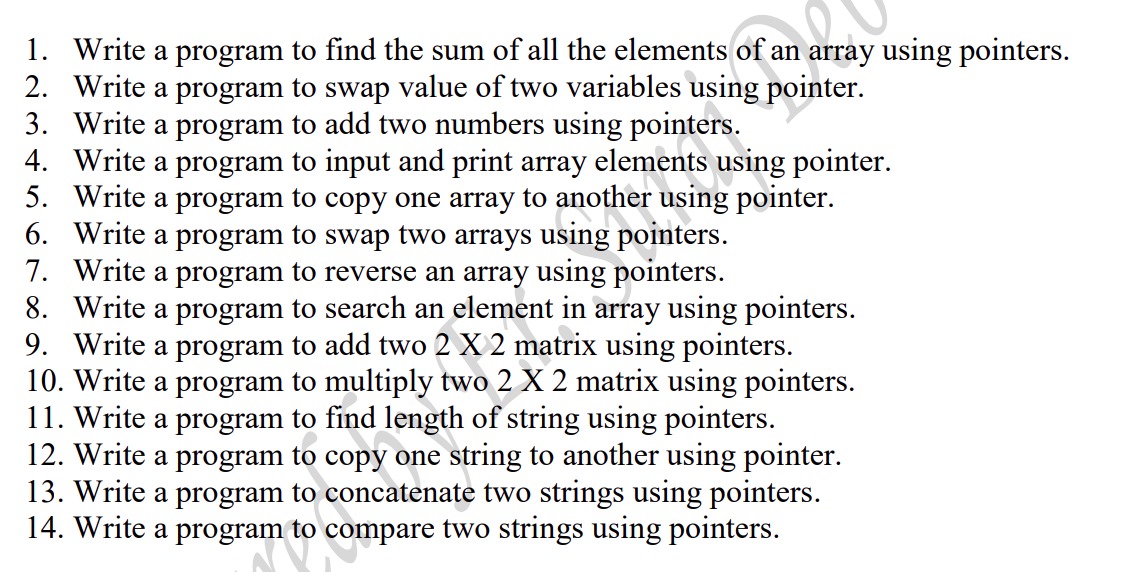 1. Write a program to find the sum of all the elements of an array using pointers.
2. Write a program to swap value of two variables using pointer.
3. Write a program to add two numbers using pointers.
4. Write a program to input and print array elements using pointer.
5. Write a program to copy one array to another using pointer.
6. Write a program to swap two arrays using pointers.
7. Write a program to reverse an array using pointers.
8. Write a program to search an element in array using pointers.
9. Write a program to add two 2 X 2 matrix using pointers.
10. Write a program to multiply two 2 X 2 matrix using pointers.
11. Write a program to find length of string using pointers.
12. Write a program to copy one string to another using pointer.
13. Write a program to concatenate two strings using pointers.
14. Write a program to compare two strings using pointers.
by Er. Suraj